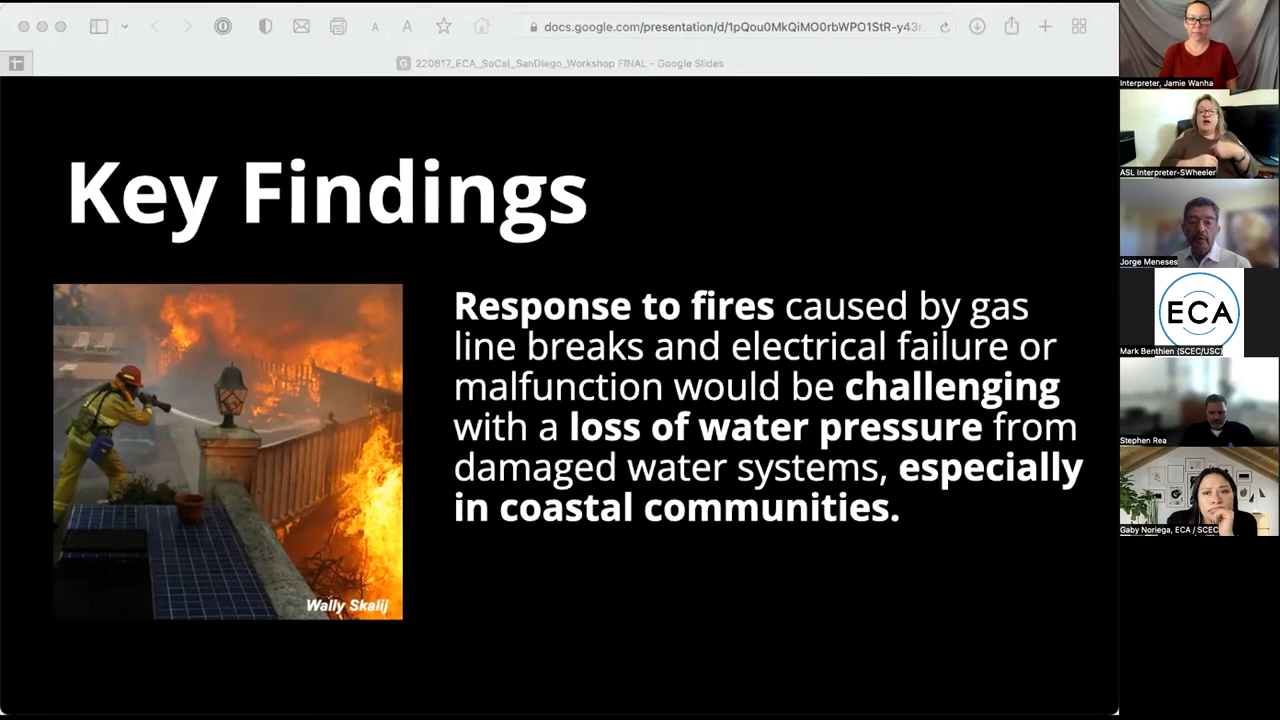 docs.google.com/presentation/d/1pQou0MkQiMO0rbWPO1StR-y43r
220817_ECA_SoCal_SanDiego_Workshop FINAL - Google Slides
Key Findings
Response to fires caused by gas
line breaks and electrical failure or
malfunction would be challenging
with a loss of water pressure from
damaged water systems, especially
in coastal communities.
Wally Skalij
Interpreter, Jamie Wanha
ASL Interpreter-SWheeler
Jorge Meneses
ECA
Mark Benthien (SCEC/USC)
Stephen Rea
Gaby Noriega, ECA / SCEC